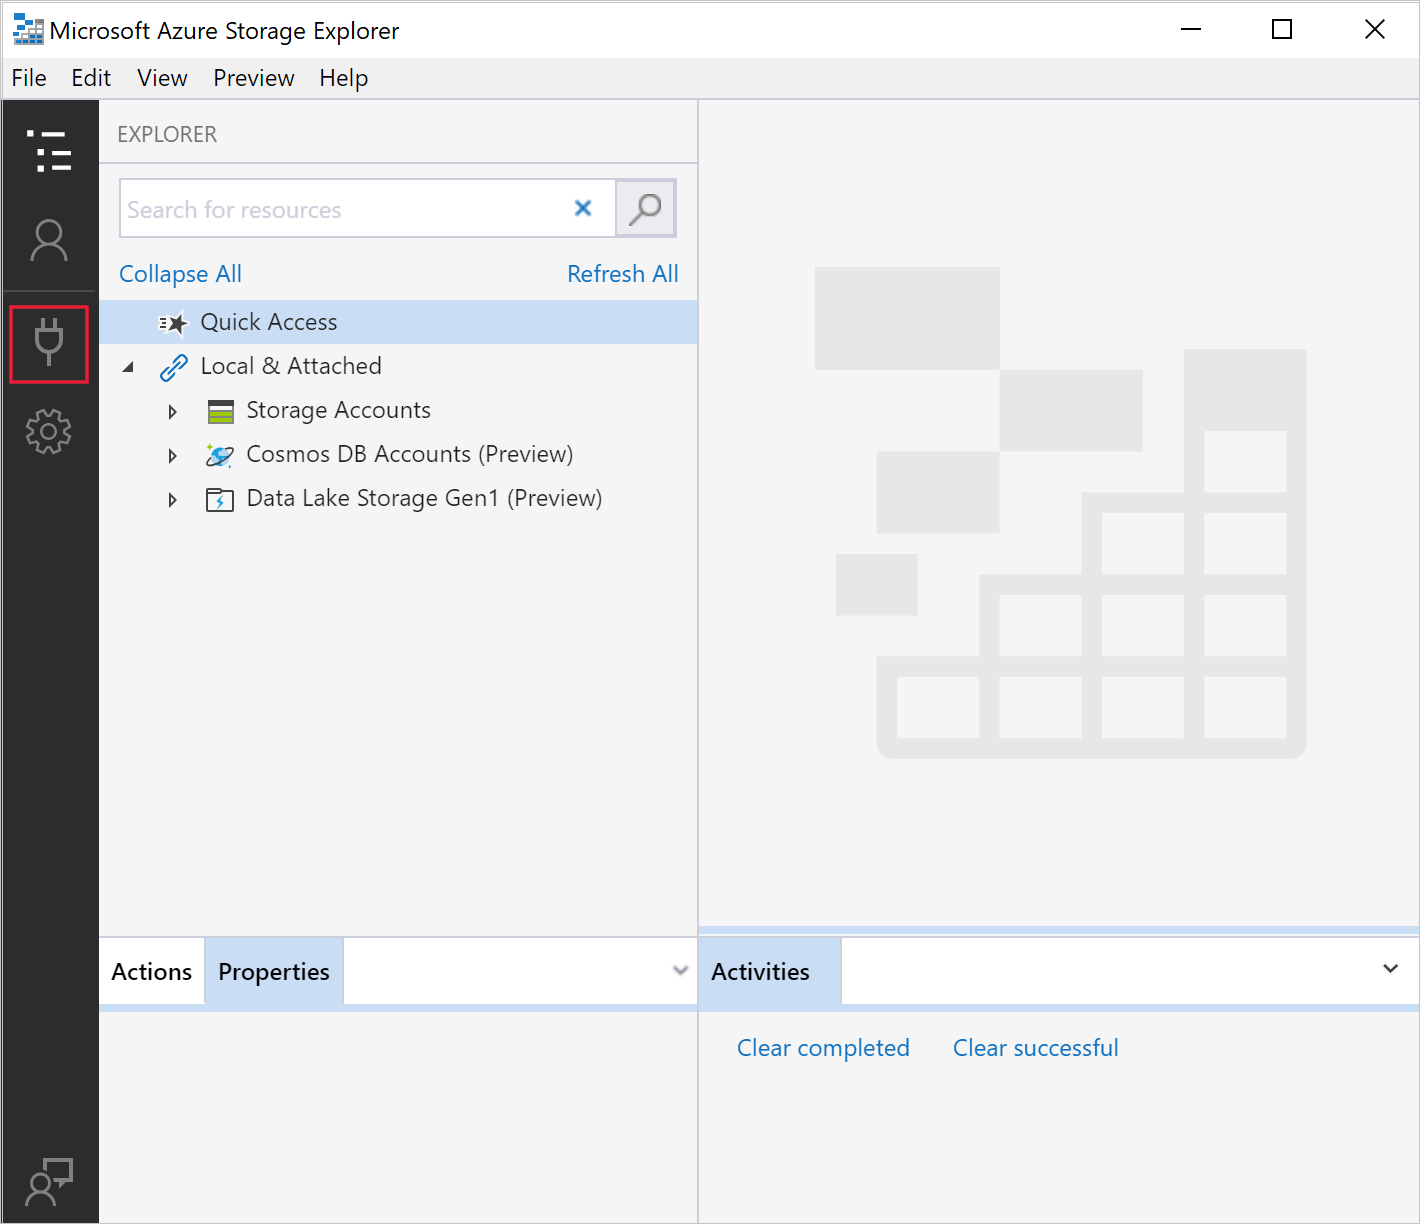 Microsoft Azure Storage Explorer
File Edit View Preview Help
EXPLORER
Search for resources
Collapse All Refresh All
Quick Access
Local & Attached
Storage Accounts
Cosmos DB Accounts (Preview)
Data Lake Storage Gen1 (Preview)
Actions Properties Activities
Clear completed Clear successful